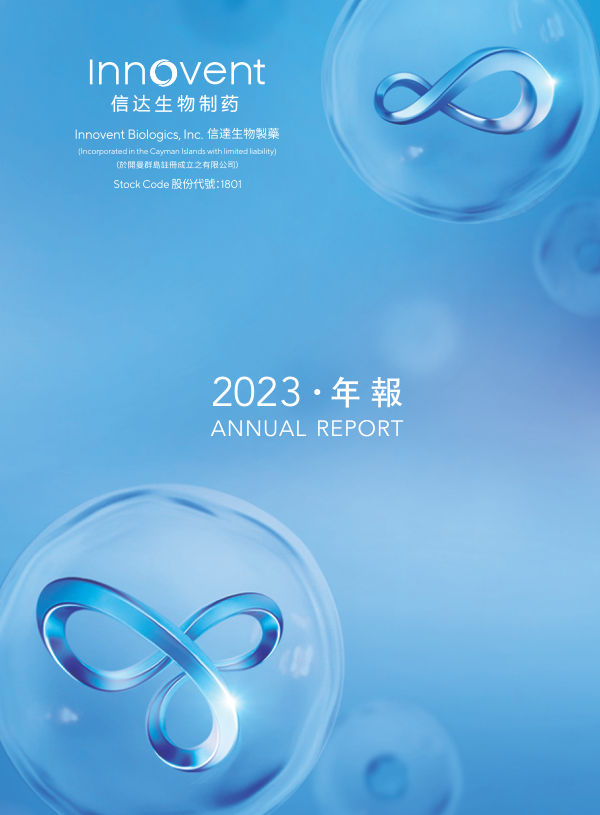 Innovent
信达生物制药
Innovent Biologics, Inc. 信達生物製藥
(Incorporated in the Cayman Islands with limited liability)
(於開曼群島註冊成立之有限公司)
Stock Code 股份代號:1801
2023・年報
ANNUAL REPORT